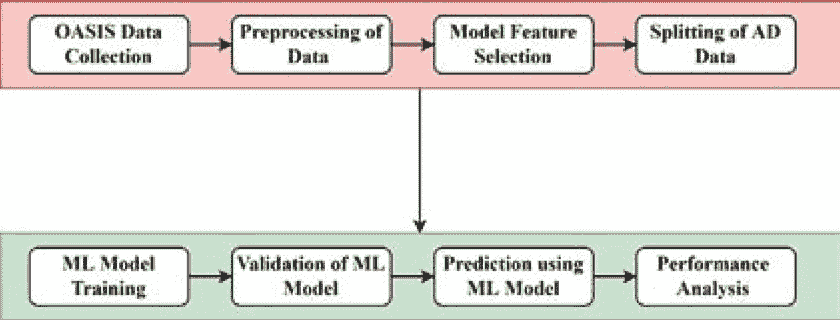 OASIS Data
Collection
Preprocessing of
Data
Model Feature
Selection
Splitting of AD
Data
ML Model
Training
Validation of ML
Model
Prediction using
ML Model
Performance
Analysis